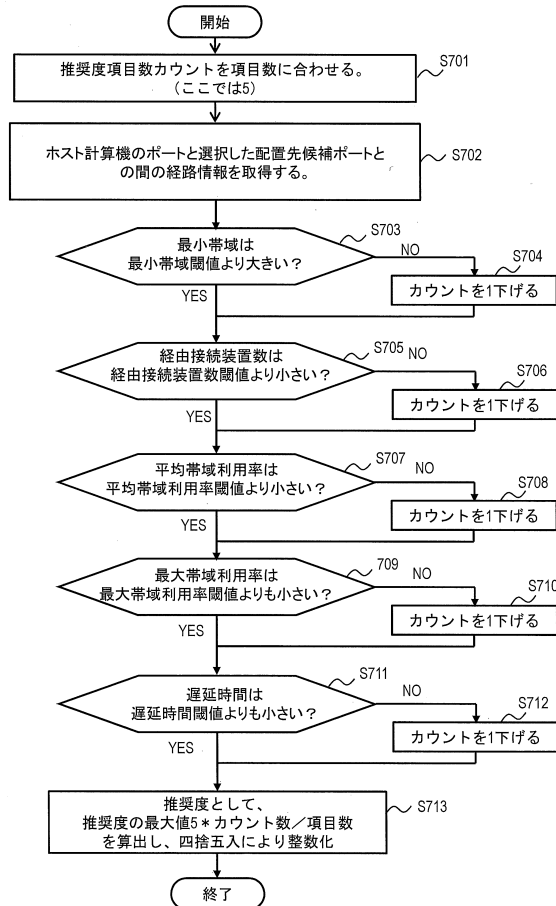 開始
推奨度項目数カウントを項目数に合わせる。
(ここでは5)
S701
ホスト計算機のポートと選択した配置先候補ポートと
の間の経路情報を取得する。
S702
最小帯域は
最小帯域閾値より大きい？
S703
NO
S704
カウントを1下げる
YES
経由接続装置数は
経由接続装置数閾値より小さい？
S705
NO
S706
カウントを1下げる
YES
平均帯域利用率は
平均帯域利用率閾値より小さい？
S707
NO
S708
カウントを1下げる
YES
最大帯域利用率は
最大帯域利用率閾値よりも小さい？
709
NO
S710
カウントを1下げる
YES
遅延時間は
遅延時間閾値よりも小さい？
S711
NO
S712
カウントを1下げる
YES
推奨度として、
推奨度の最大値5＊カウント数／項目数
を算出し、四捨五入により整数化
S713
終了